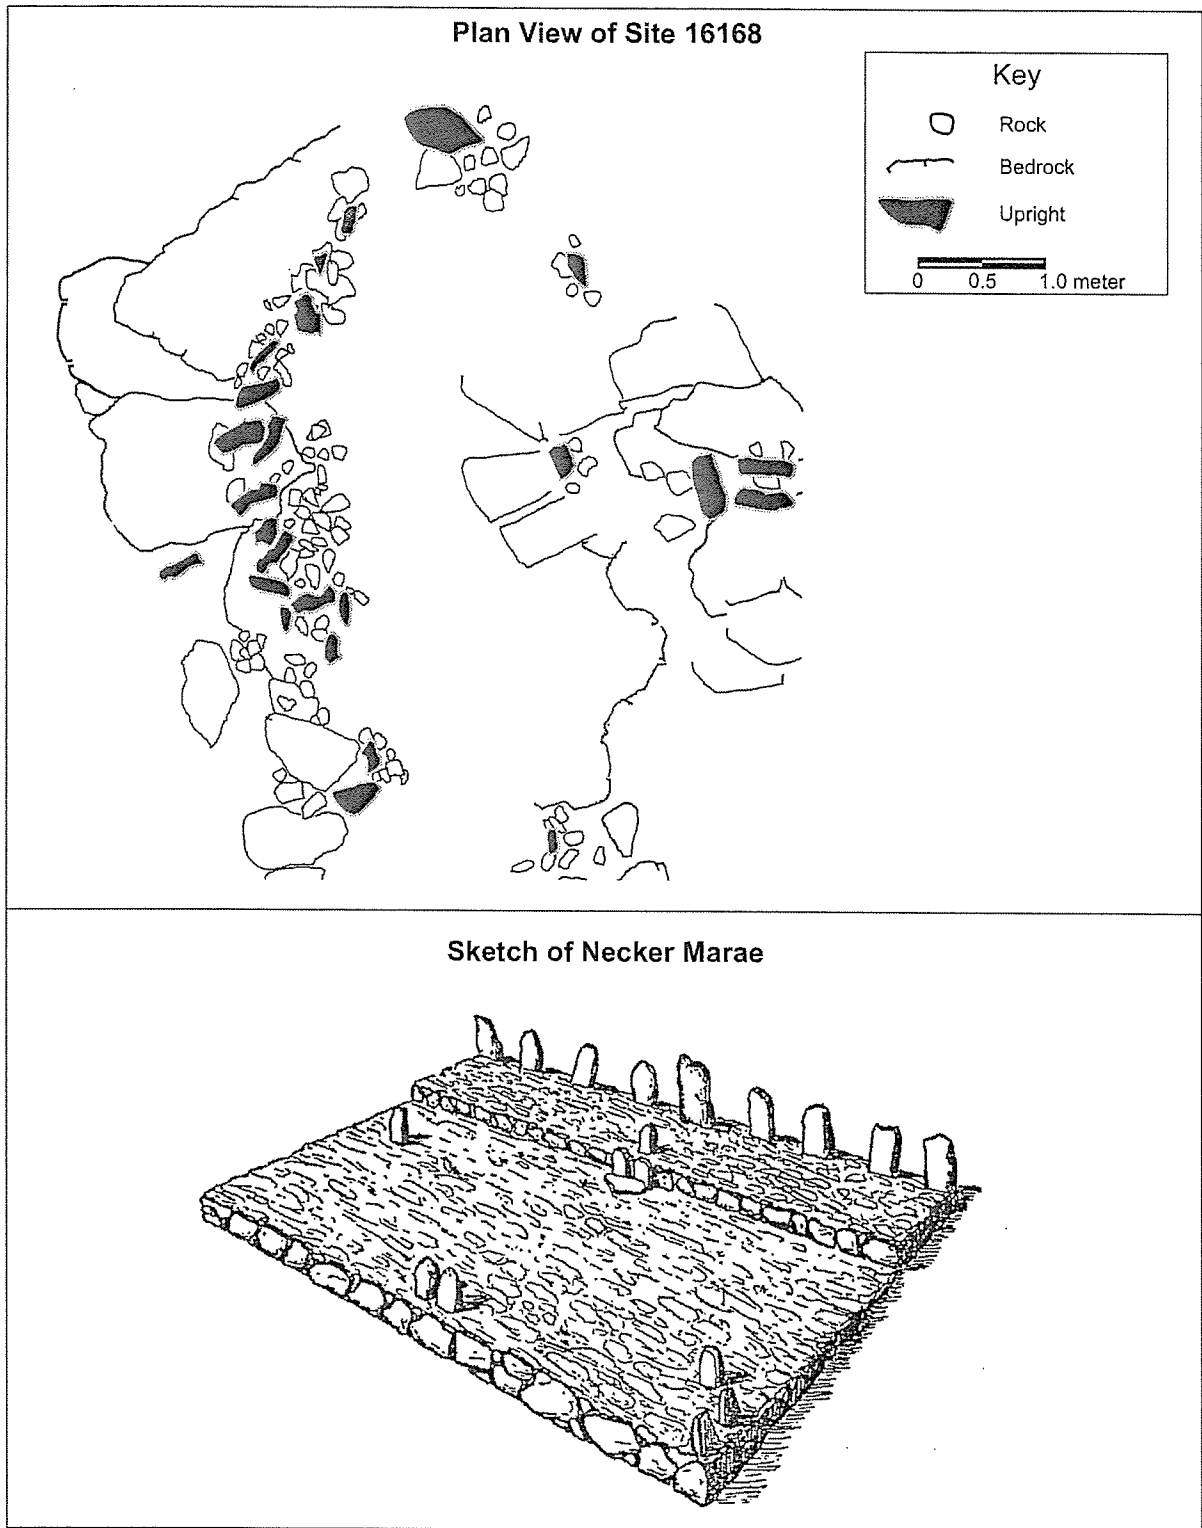 Plan View of Site 16168
Key
Rock
Bedrock
Upright
0 0.5 1.0 meter
Sketch of Necker Marae